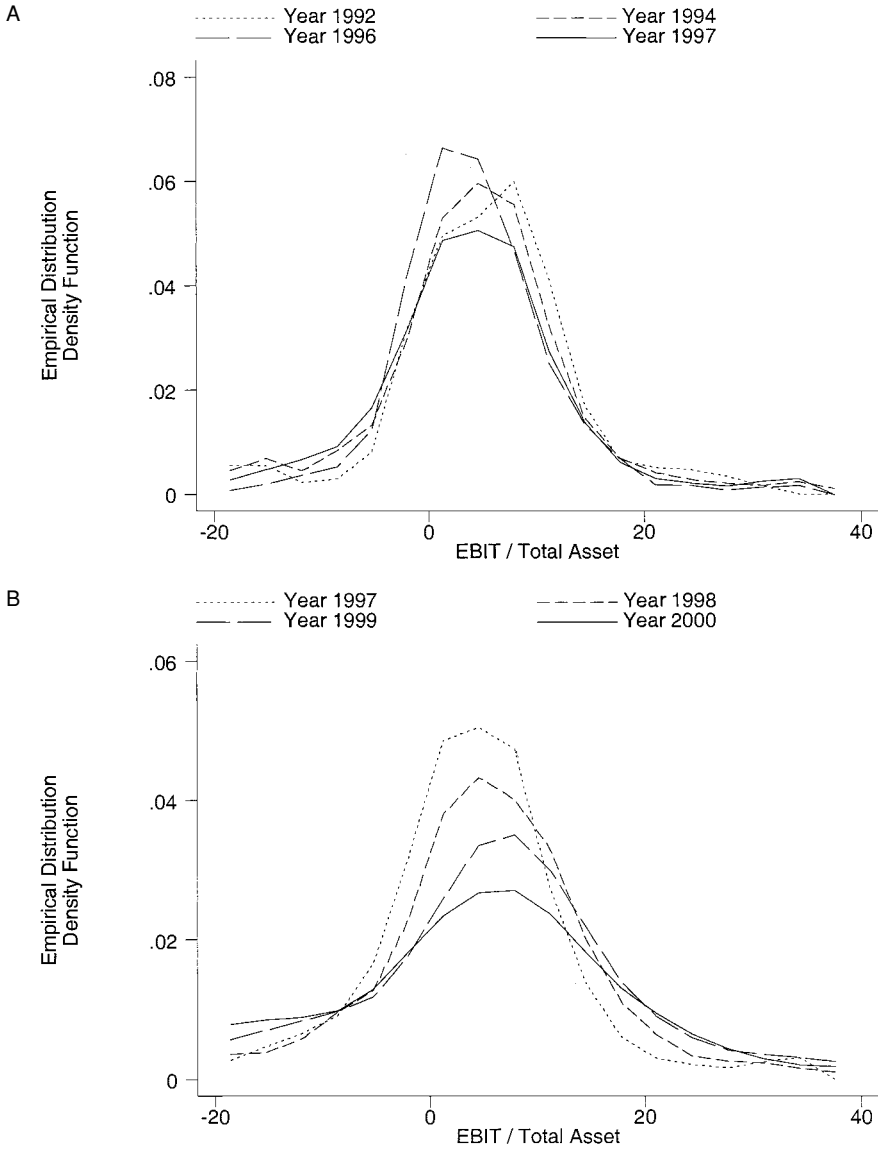 A
Year 1992
Year 1994
Year 1996
Year 1997
.08
.06
.04
.02
0
Empirical Distribution
Density Function
-20
0
20
40
EBIT / Total Asset
B
Year 1997
Year 1998
Year 1999
Year 2000
.06
.04
.02
0
Empirical Distribution
Density Function
-20
0
20
40
EBIT / Total Asset